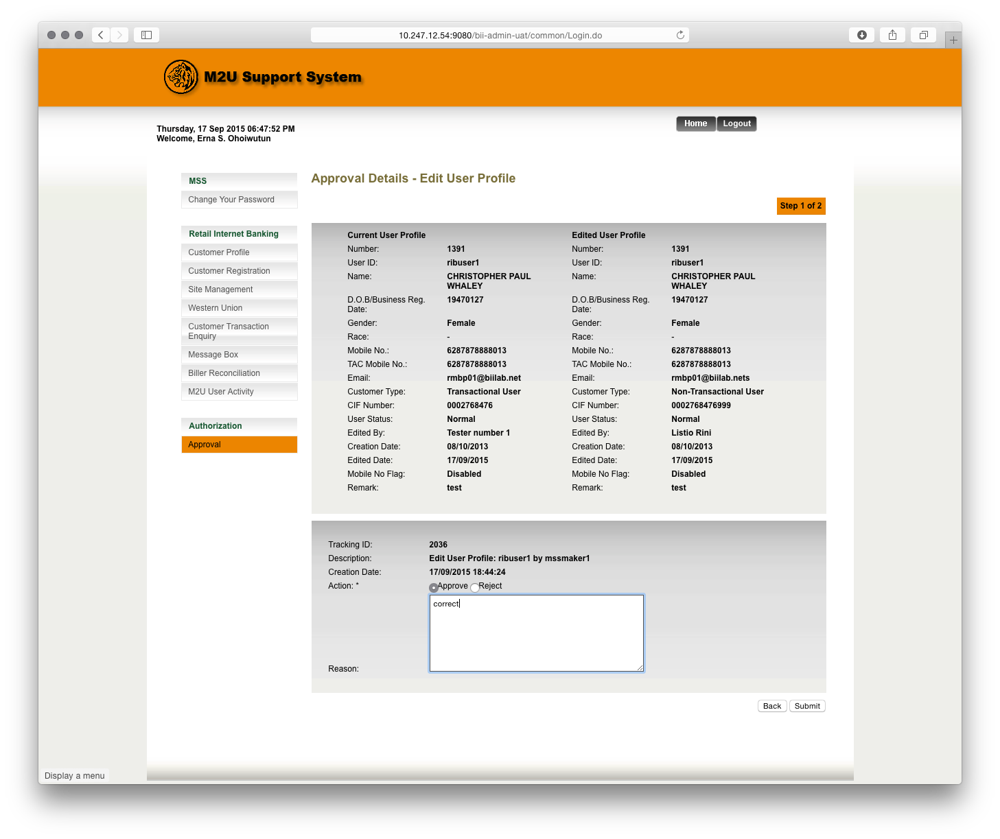 10.247.12.54:9080/bii-admin-uat/common/Login.do
M2U Support System
Thursday, 17 Sep 2015 06:47:52 PM
Welcome, Erna S. Ohoiwutun
Home Logout
MSS
Change Your Password
Retail Internet Banking
Customer Profile
Customer Registration
Site Management
Western Union
Customer Transaction
Enquiry
Message Box
Biller Reconciliation
M2U User Activity
Authorization
Approval
Approval Details - Edit User Profile
Step 1 of 2
Current User Profile Edited User Profile
Number: 1391 Number: 1391
User ID: ribuser1 User ID: ribuser1
Name: CHRISTOPHER PAUL Name: CHRISTOPHER PAUL
WHALEY WHALEY
D.O.B/Business Reg. 19470127 D.O.B/Business Reg. 19470127
Date: Date:
Gender: Female Gender: Female
Race: - Race: -
Mobile No.: 6287878888013 Mobile No.: 6287878888013
TAC Mobile No.: 6287878888013 TAC Mobile No.: 6287878888013
Email: rmbp01@biilab.net Email: rmbp01@biilab.nets
Customer Type: Transactional User Customer Type: Non-Transactional User
CIF Number: 0002768476 CIF Number: 0002768476999
User Status: Normal User Status: Normal
Edited By: Tester number 1 Edited By: Listio Rini
Creation Date: 08/10/2013 Creation Date: 08/10/2013
Edited Date: 17/09/2015 Edited Date: 17/09/2015
Mobile No Flag: Disabled Mobile No Flag: Disabled
Remark: test Remark: test
Tracking ID: 2036
Description: Edit User Profile: ribuser1 by mssmaker1
Creation Date: 17/09/2015 18:44:24
Action: * Approve Reject
correct
Reason:
Back Submit
Display a menu